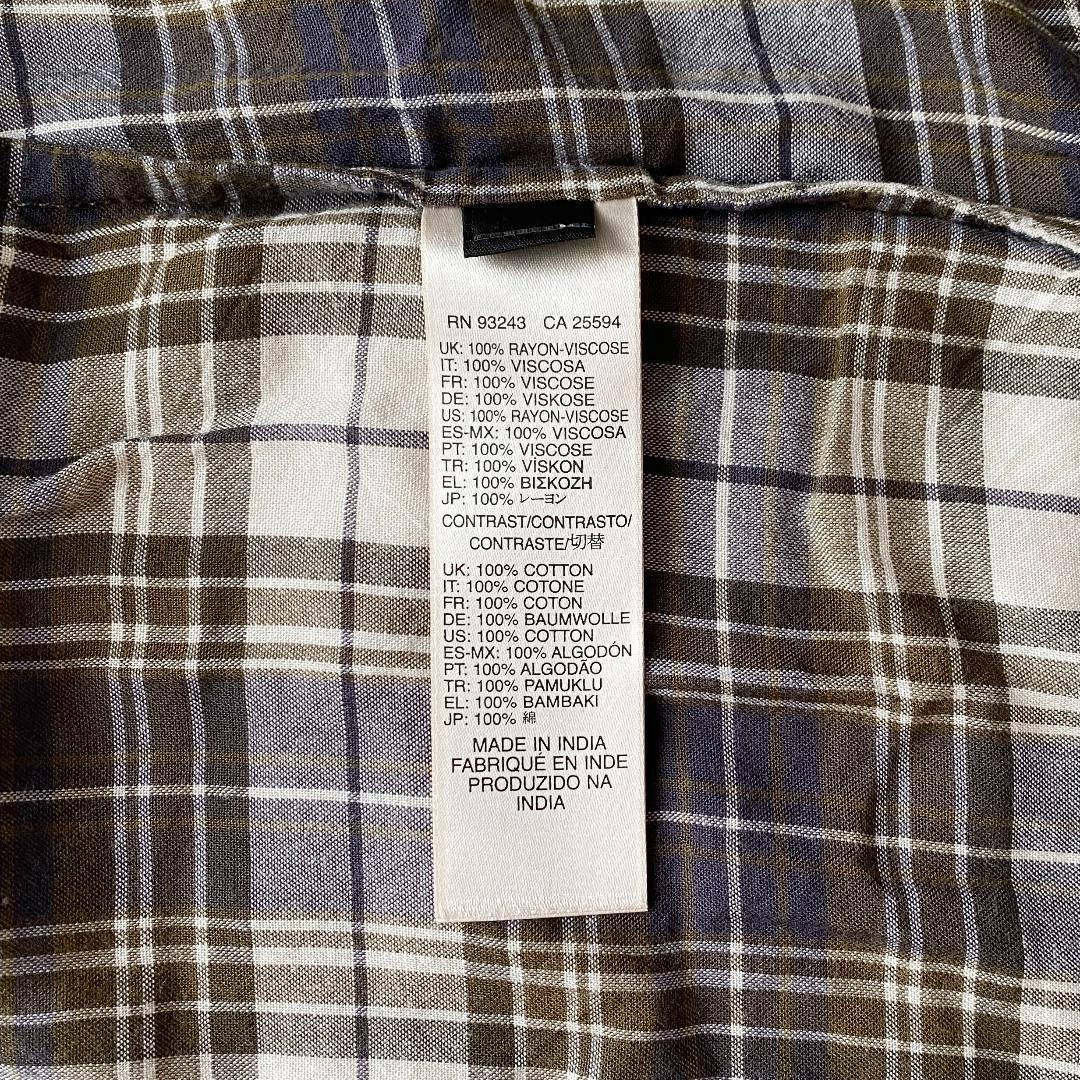 RN 93243 CA 25594
UK: 100% RAYON-VISCOSE
IT: 100% VISCOSA
FR: 100% VISCOSE
DE: 100% VISKOSE
US: 100% RAYON-VISCOSE
ES-MX: 100% VISCOSA
PT: 100% VISCOSE
TR: 100% VİSKON
EL: 100% ΒΙΣΚΟΖΗ
JP: 100% レーヨン
CONTRAST/CONTRASTO/
CONTRASTE/切替
UK: 100% COTTON
IT: 100% COTONE
FR: 100% COTON
DE: 100% BAUMWOLLE
US: 100% COTTON
ES-MX: 100% ALGODÓN
PT: 100% ALGODÃO
TR: 100% PAMUKLU
EL: 100% BAMBAKI
JP: 100% 綿
MADE IN INDIA
FABRIQUÉ EN INDE
PRODUZIDO NA
INDIA